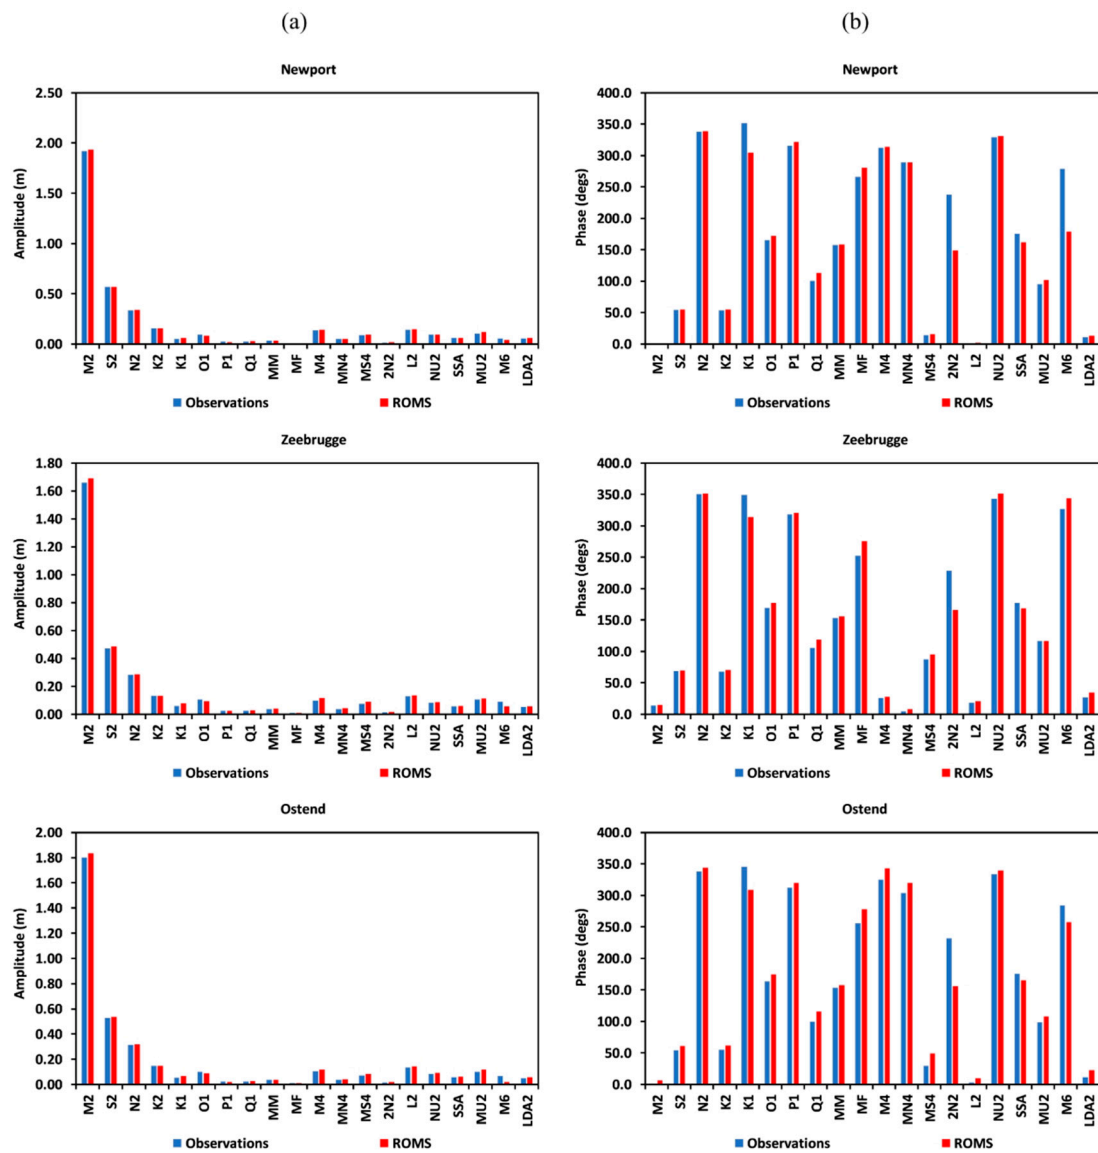 (a)
(b)
Newport
Amplitude (m)
2.50
2.00
1.50
1.00
0.50
0.00
M2 S2 N2 K2 K1 O1 P1 Q1 MM MF M4 MN4 MS4 2N2 L2 NU2 SSA MU2 M6 LDA2
Observations ROMS
Newport
Phase (degs)
400.0
350.0
300.0
250.0
200.0
150.0
100.0
50.0
0.0
M2 S2 N2 K2 K1 O1 P1 Q1 MM MF M4 MN4 MS4 2N2 L2 NU2 SSA MU2 M6 LDA2
Observations ROMS
Zeebrugge
Amplitude (m)
1.80
1.60
1.40
1.20
1.00
0.80
0.60
0.40
0.20
0.00
M2 S2 N2 K2 K1 O1 P1 Q1 MM MF M4 MN4 MS4 2N2 L2 NU2 SSA MU2 M6 LDA2
Observations ROMS
Zeebrugge
Phase (degs)
400.0
350.0
300.0
250.0
200.0
150.0
100.0
50.0
0.0
M2 S2 N2 K2 K1 O1 P1 Q1 MM MF M4 MN4 MS4 2N2 L2 NU2 SSA MU2 M6 LDA2
Observations ROMS
Ostend
Amplitude (m)
2.00
1.80
1.60
1.40
1.20
1.00
0.80
0.60
0.40
0.20
0.00
M2 S2 N2 K2 K1 O1 P1 Q1 MM MF M4 MN4 MS4 2N2 L2 NU2 SSA MU2 M6 LDA2
Observations ROMS
Ostend
Phase (degs)
400.0
350.0
300.0
250.0
200.0
150.0
100.0
50.0
0.0
M2 S2 N2 K2 K1 O1 P1 Q1 MM MF M4 MN4 MS4 2N2 L2 NU2 SSA MU2 M6 LDA2
Observations ROMS